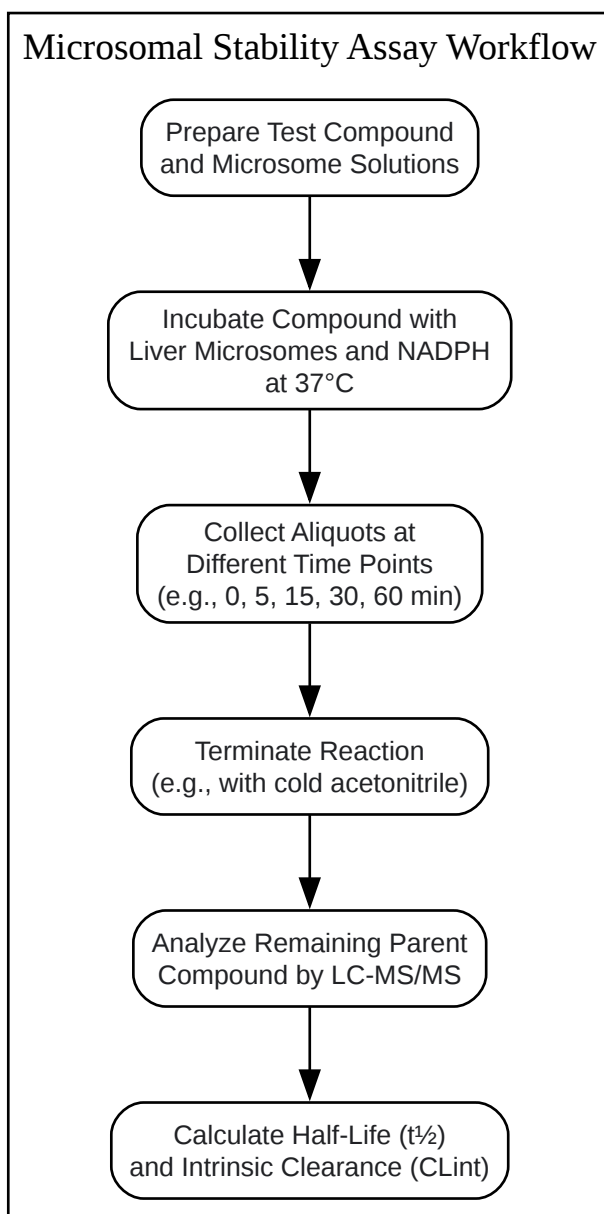 Microsomal Stability Assay Workflow
Prepare Test Compound
and Microsome Solutions
Incubate Compound with
Liver Microsomes and NADPH
at 37°C
Collect Aliquots at
Different Time Points
(e.g., 0, 5, 15, 30, 60 min)
Terminate Reaction
(e.g., with cold acetonitrile)
Analyze Remaining Parent
Compound by LC-MS/MS
Calculate Half-Life (t½)
and Intrinsic Clearance (CLint)